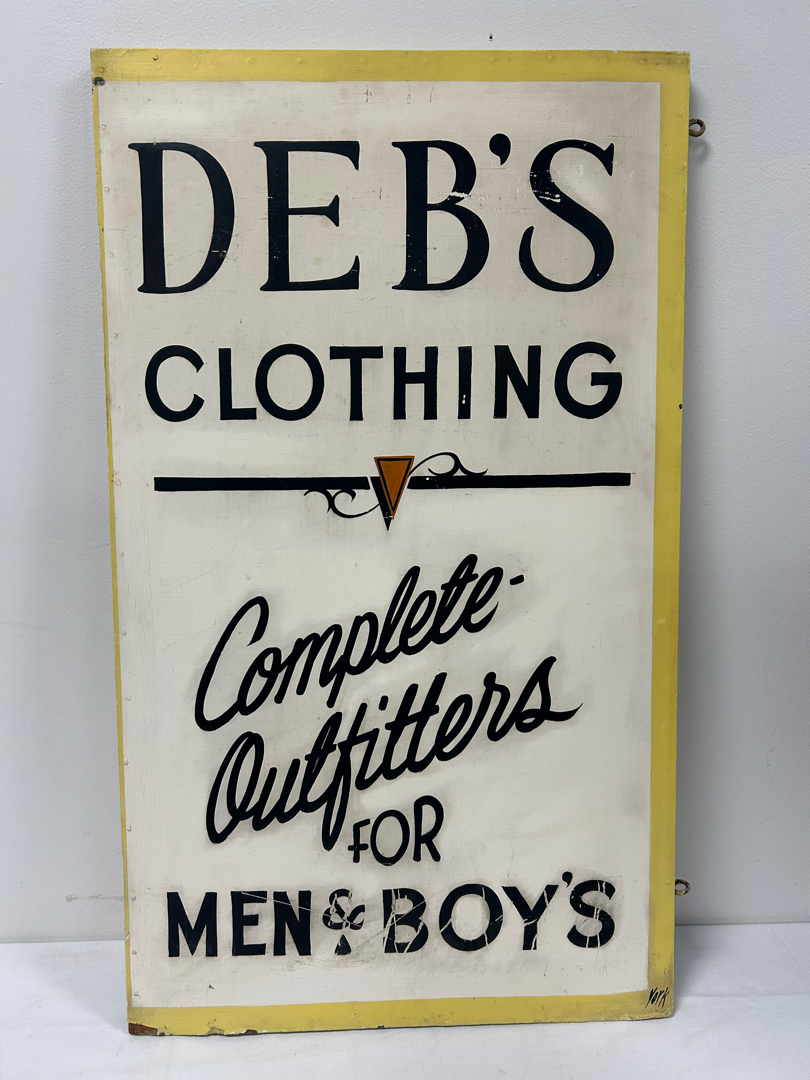 DEB'S
CLOTHING
Complete-
Outfitters
FOR
MEN & BOY'S
York